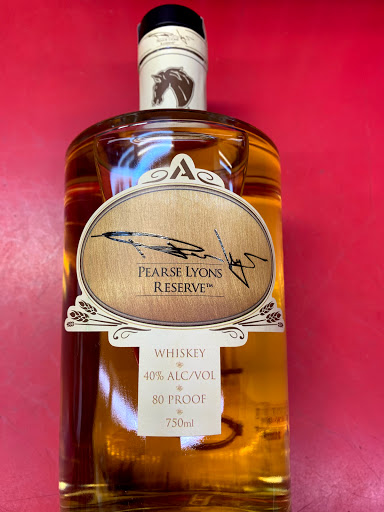 A
PEARSE LYONS
RESERVE™
WHISKEY
40% ALC/VOL
80 PROOF
750ml